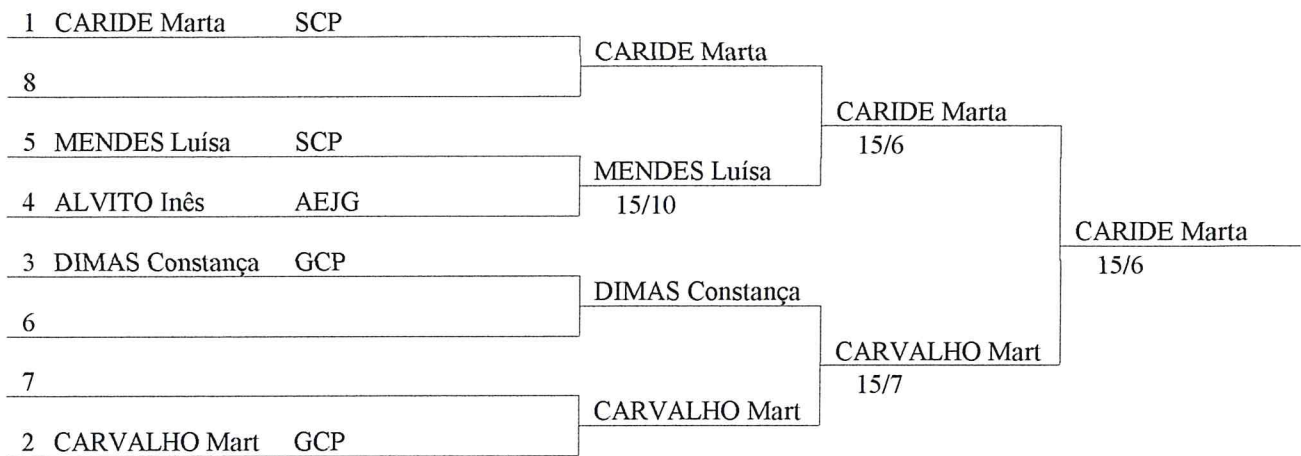 1 CARIDE Marta SCP
CARIDE Marta
8
CARIDE Marta
15/6
5 MENDES Luísa SCP
MENDES Luísa
15/10
4 ALVITO Inês AEJG
CARIDE Marta
15/6
3 DIMAS Constança GCP
DIMAS Constança
6
CARVALHO Mart
15/7
7
CARVALHO Mart
2 CARVALHO Mart GCP